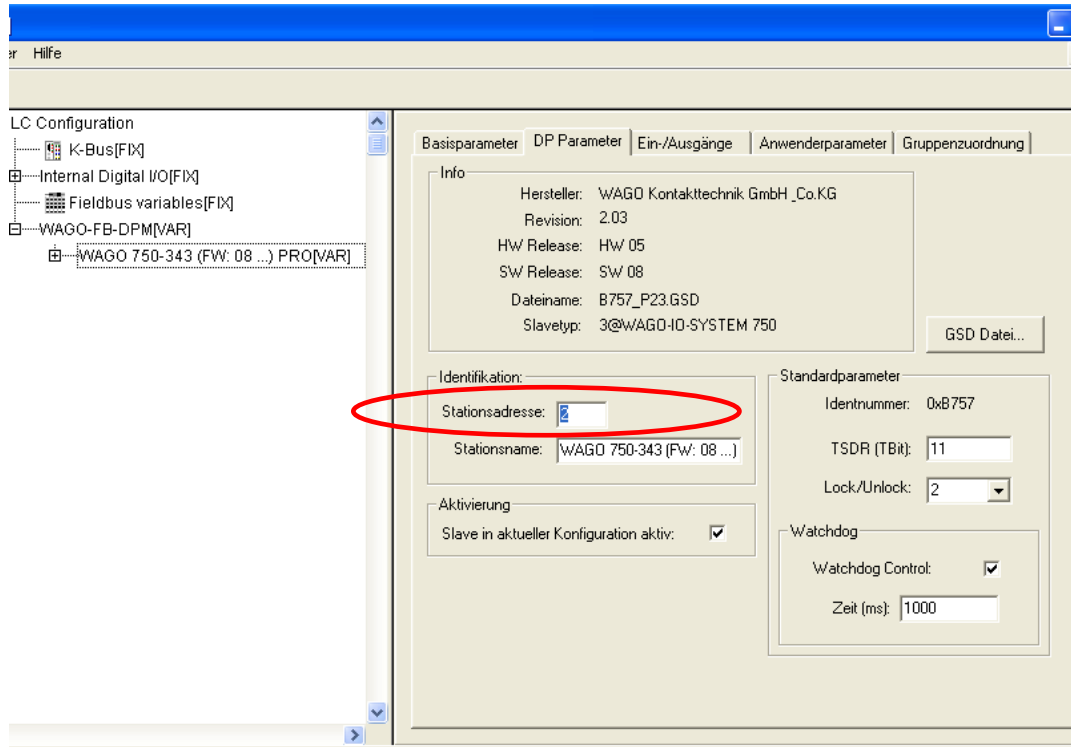 er Hilfe
LC Configuration
K-Bus[FIX]
Internal Digital I/O[FIX]
Fieldbus variables[FIX]
WAGO-FB-DPM[VAR]
WAGO 750-343 (FW: 08 ...) PRO[VAR]
Basisparameter DP Parameter Ein-/Ausgänge Anwenderparameter Gruppenzuordnung
Info
Hersteller: WAGO Kontakttechnik GmbH _Co.KG
Revision: 2.03
HW Release: HW 05
SW Release: SW 08
Dateiname: B757_P23.GSD
Slavetyp: 3@WAGO-IO-SYSTEM 750
GSD Datei...
Identifikation:
Stationsadresse: 2
Stationsname: WAGO 750-343 (FW: 08 ...)
Aktivierung
Slave in aktueller Konfiguration aktiv:
Standardparameter
Identnummer: 0xB757
TSDR (TBit): 11
Lock/Unlock: 2
Watchdog
Watchdog Control:
Zeit (ms): 1000